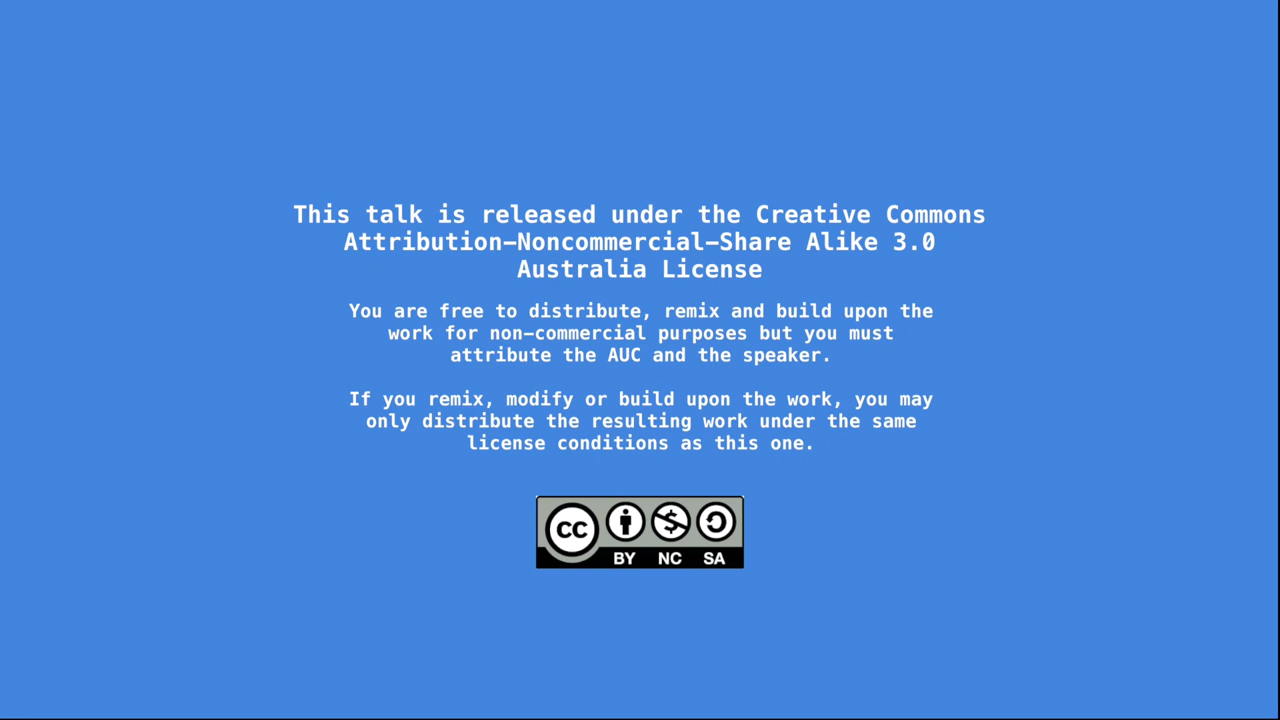 This talk is released under the Creative Commons
Attribution-Noncommercial-Share Alike 3.0
Australia License
You are free to distribute, remix and build upon the
work for non-commercial purposes but you must
attribute the AUC and the speaker.
If you remix, modify or build upon the work, you may
only distribute the resulting work under the same
license conditions as this one.
CC
BY NC SA